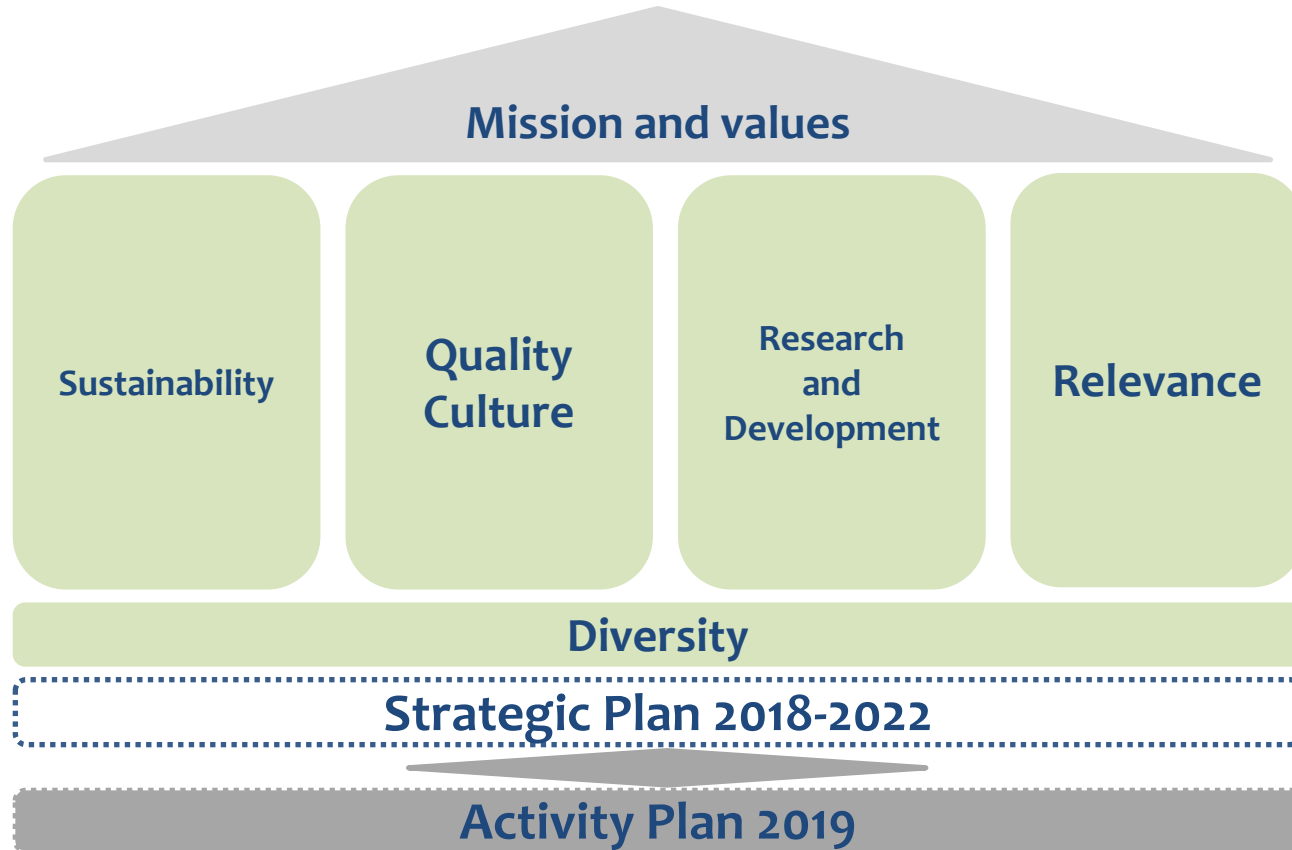 Mission and values
Sustainability
Quality
Culture
Research
and
Development
Relevance
Diversity
Strategic Plan 2018-2022
Activity Plan 2019